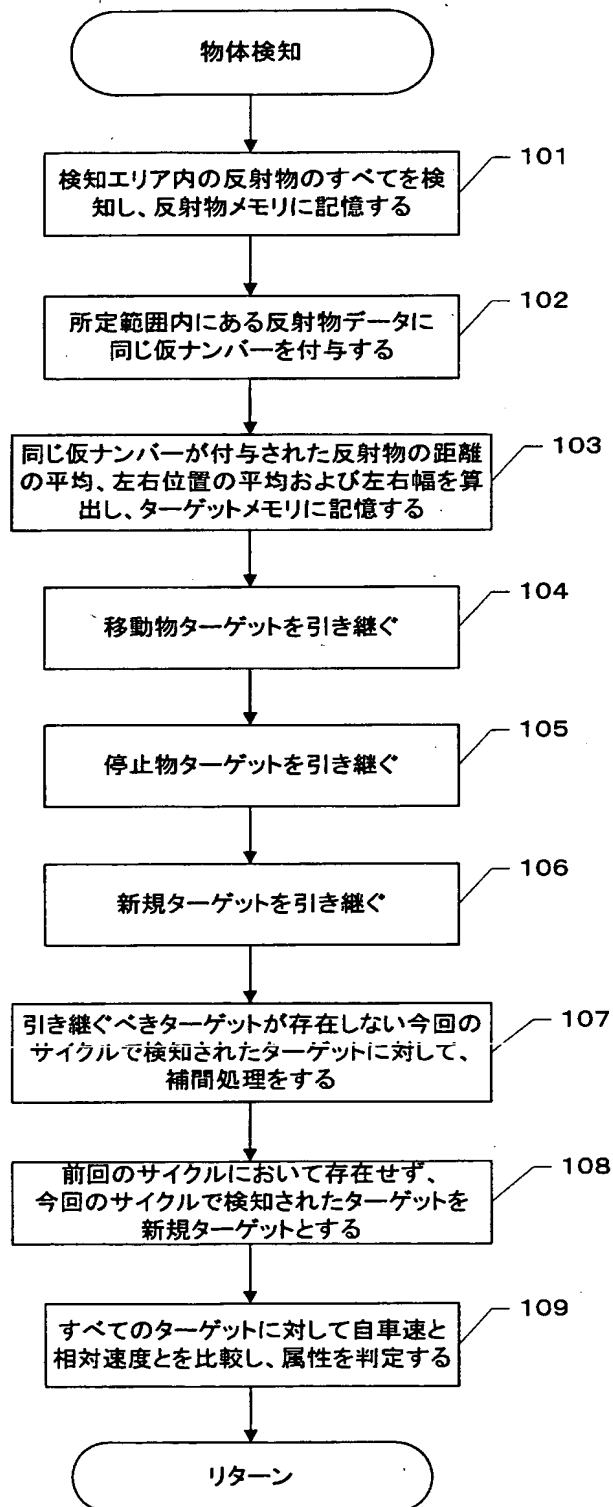 物体検知
101
検知エリア内の反射物のすべてを検
知し、反射物メモリに記憶する
102
所定範囲内にある反射物データに
同じ仮ナンバーを付与する
103
同じ仮ナンバーが付与された反射物の距離
の平均、左右位置の平均および左右幅を算
出し、ターゲットメモリに記憶する
104
移動物ターゲットを引き継ぐ
105
停止物ターゲットを引き継ぐ
106
新規ターゲットを引き継ぐ
107
引き継ぐべきターゲットが存在しない今回の
サイクルで検知されたターゲットに対して、
補間処理をする
108
前回のサイクルにおいて存在せず、
今回のサイクルで検知されたターゲットを
新規ターゲットとする
109
すべてのターゲットに対して自車速と
相対速度とを比較し、属性を判定する
リターン